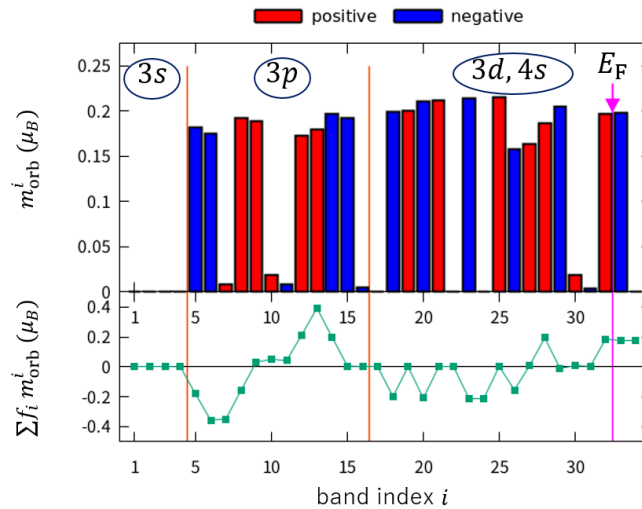 positive negative
3s 3p 3d, 4s E_F
m^i_orb (μ_B)
0.25
0.2
0.15
0.1
0.05
0
1 5 10 15 20 25 30
∑f_i m^i_orb (μ_B)
0.4
0.2
0
-0.2
-0.4
1 5 10 15 20 25 30
band index i